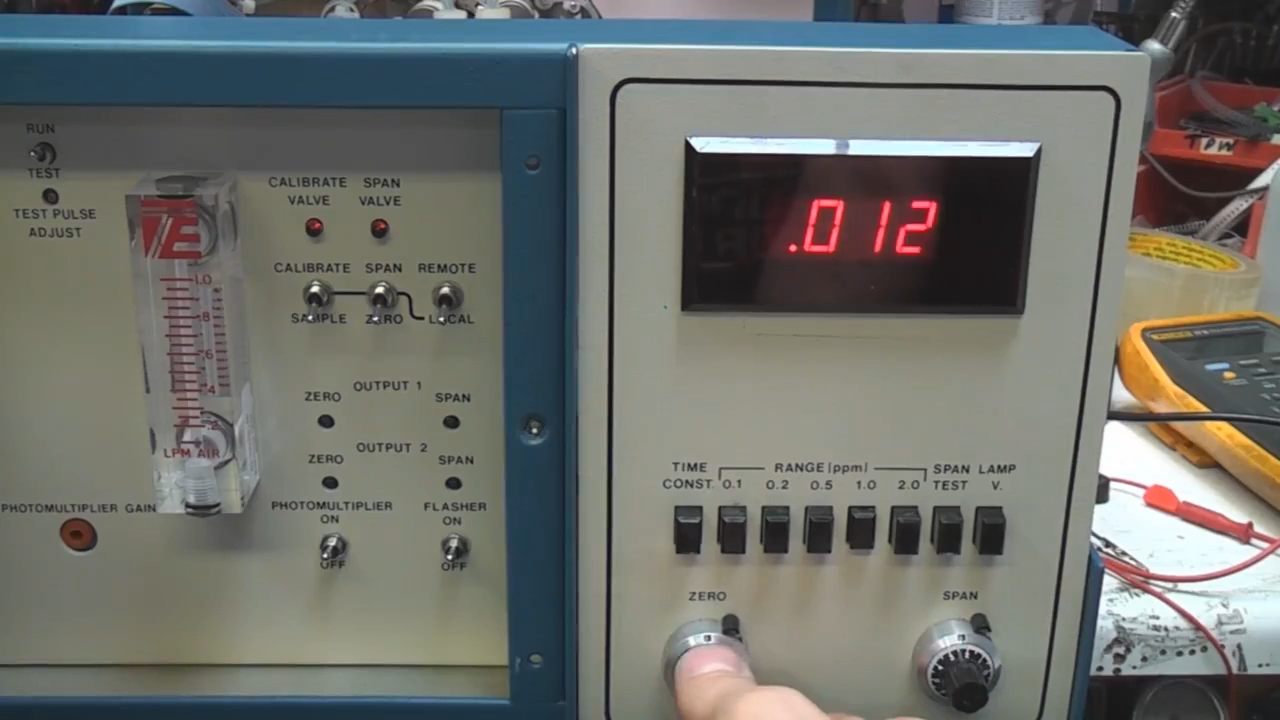 RUN
TEST
TEST PULSE
ADJUST
CALIBRATE
VALVE
SPAN
VALVE
CALIBRATE SPAN REMOTE
SAMPLE ZERO LOCAL
OUTPUT 1
ZERO SPAN
OUTPUT 2
ZERO SPAN
PHOTOMULTIPLIER
ON
OFF
FLASHER
ON
OFF
PHOTOMULTIPLIER GAIN
1.0
.8
.6
.4
.2
LPM AIR
.012
TIME
CONST.
RANGE (ppm)
0.1 0.2 0.5 1.0 2.0
SPAN
TEST
LAMP
V.
ZERO
SPAN
TPW